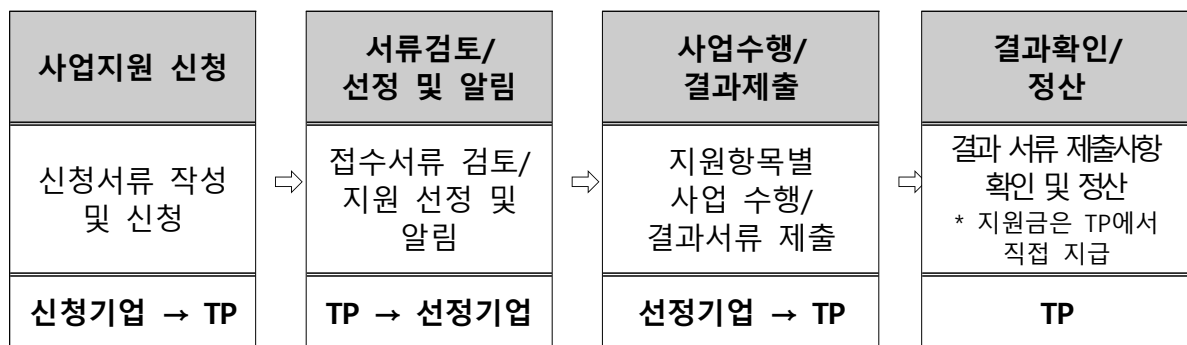 사업지원 신청
신청서류 작성
및 신청
신청기업 → TP
⇨
서류검토/
선정 및 알림
접수서류 검토/
지원 선정 및
알림
TP → 선정기업
⇨
사업수행/
결과제출
지원항목별
사업 수행/
결과서류 제출
선정기업 → TP
⇨
결과확인/
정산
결과 서류 제출사항
확인 및 정산
* 지원금은 TP에서
직접 지급
TP